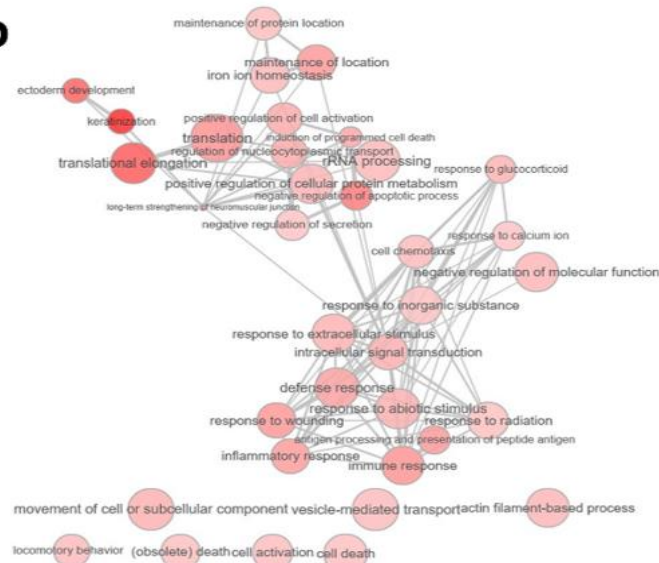 b
maintenance of protein location
maintenance of location
iron ion homeostasis
ectoderm development
keratinization
positive regulation of cell activation
translation
induction of programmed cell death
regulation of nucleocytoplasmic transport
rRNA processing
translational elongation
response to glucocorticoid
positive regulation of cellular protein metabolism
negative regulation of apoptotic process
long-term strengthening of neuromuscular junction
negative regulation of secretion
response to calcium ion
cell chemotaxis
negative regulation of molecular function
response to inorganic substance
response to extracellular stimulus
intracellular signal transduction
defense response
response to abiotic stimulus
response to wounding
response to radiation
antigen processing and presentation of peptide antigen
inflammatory response
immune response
movement of cell or subcellular component
vesicle-mediated transport
actin filament-based process
locomotory behavior
(obsolete) death
cell activation
cell death